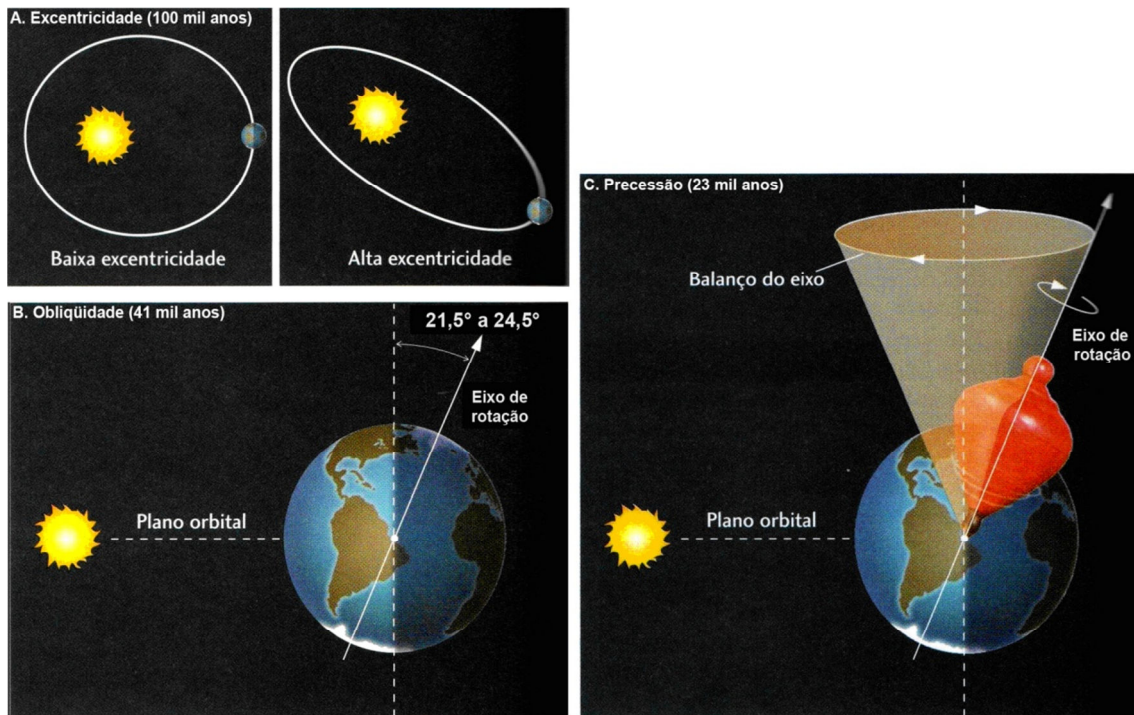 A. Excentricidade (100 mil anos)
Baixa excentricidade
Alta excentricidade
B. Obliqüidade (41 mil anos)
21,5° a 24,5°
Eixo de
rotação
Plano orbital
C. Precessão (23 mil anos)
Balanço do eixo
Eixo de
rotação
Plano orbital